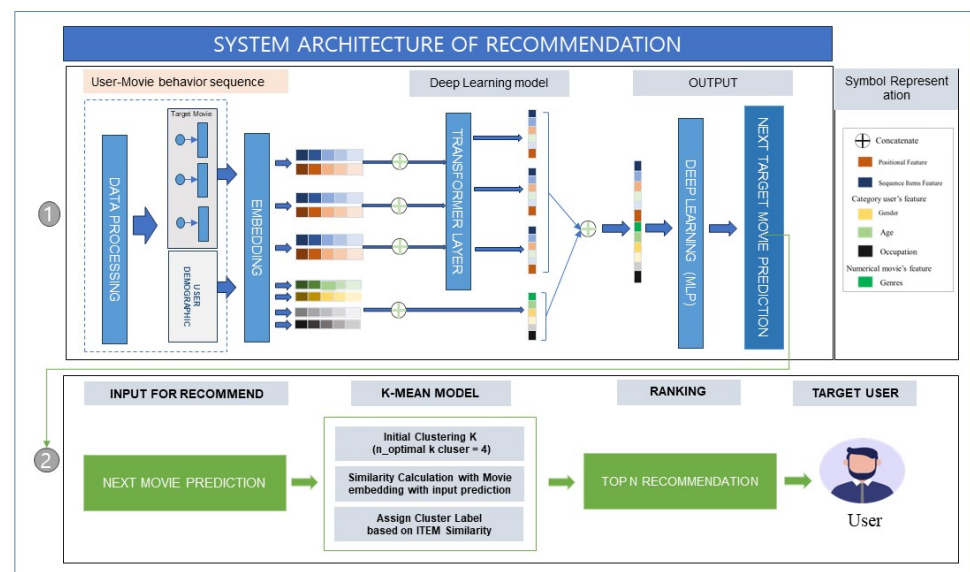 SYSTEM ARCHITECTURE OF RECOMMENDATION
User-Movie behavior sequence
Deep Learning model
OUTPUT
Symbol Represent
ation
Target Movie
DATA PROCESSING
USER
DEMOGRAPHIC
EMBEDDING
TRANSFORMER LAYER
DEEP LEARNING (MLP)
NEXT TARGET MOVIE PREDICTION
Concatenate
Positional Feature
Sequence Items Feature
Category user's feature
Gender
Age
Occupation
Numerical movie's feature
Genres
1
2
INPUT FOR RECOMMEND
K-MEAN MODEL
RANKING
TARGET USER
NEXT MOVIE PREDICTION
Initial Clustering K
(n_optimal k cluser = 4)
Similarity Calculation with Movie
embedding with input prediction
Assign Cluster Label
based on ITEM Similarity
TOP N RECOMMENDATION
User